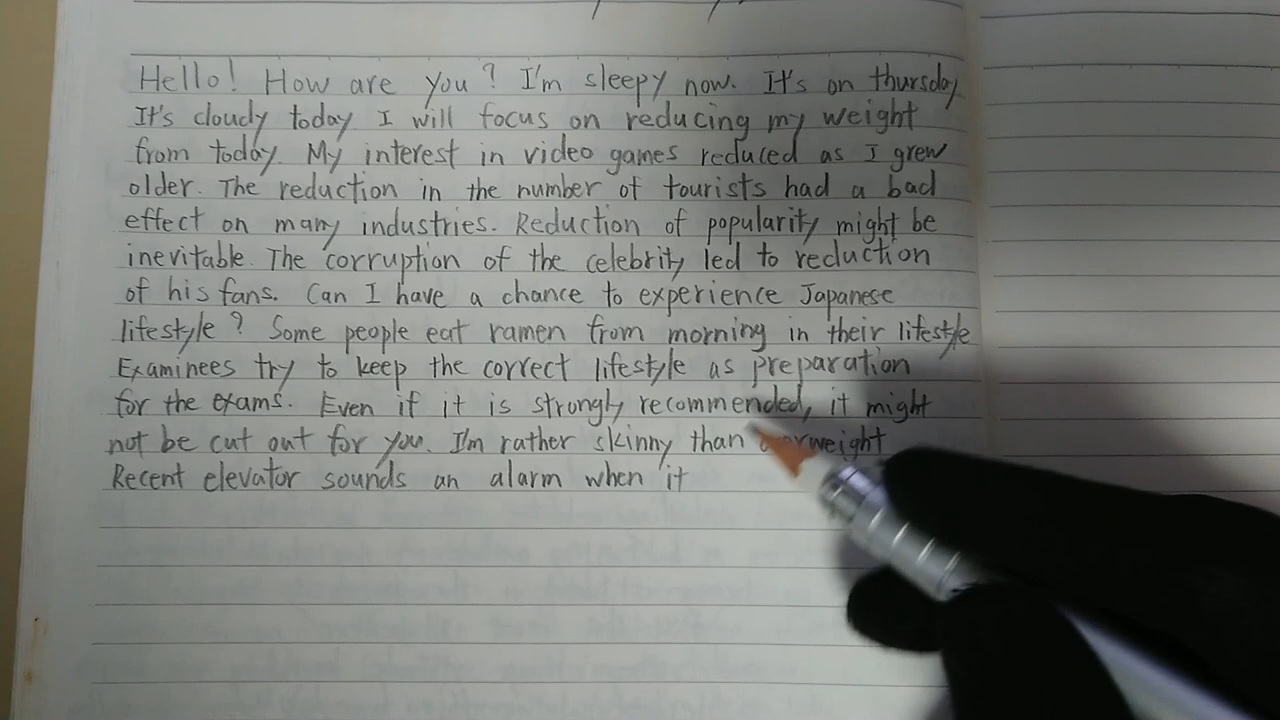 Hello! How are you? I'm sleepy now. It's on thursday
It's cloudy today. I will focus on reducing my weight
from today. My interest in video games reduced as I grew
older. The reduction in the number of tourists had a bad
effect on many industries. Reduction of popularity might be
inevitable. The corruption of the celebrity led to reduction
of his fans. Can I have a chance to experience Japanese
lifestyle? Some people eat ramen from morning in their lifestyle
Examinees try to keep the correct lifestyle as preparation
for the exams. Even if it is strongly recommended, it might
not be cut out for you. I'm rather skinny than overweight
Recent elevator sounds an alarm when it